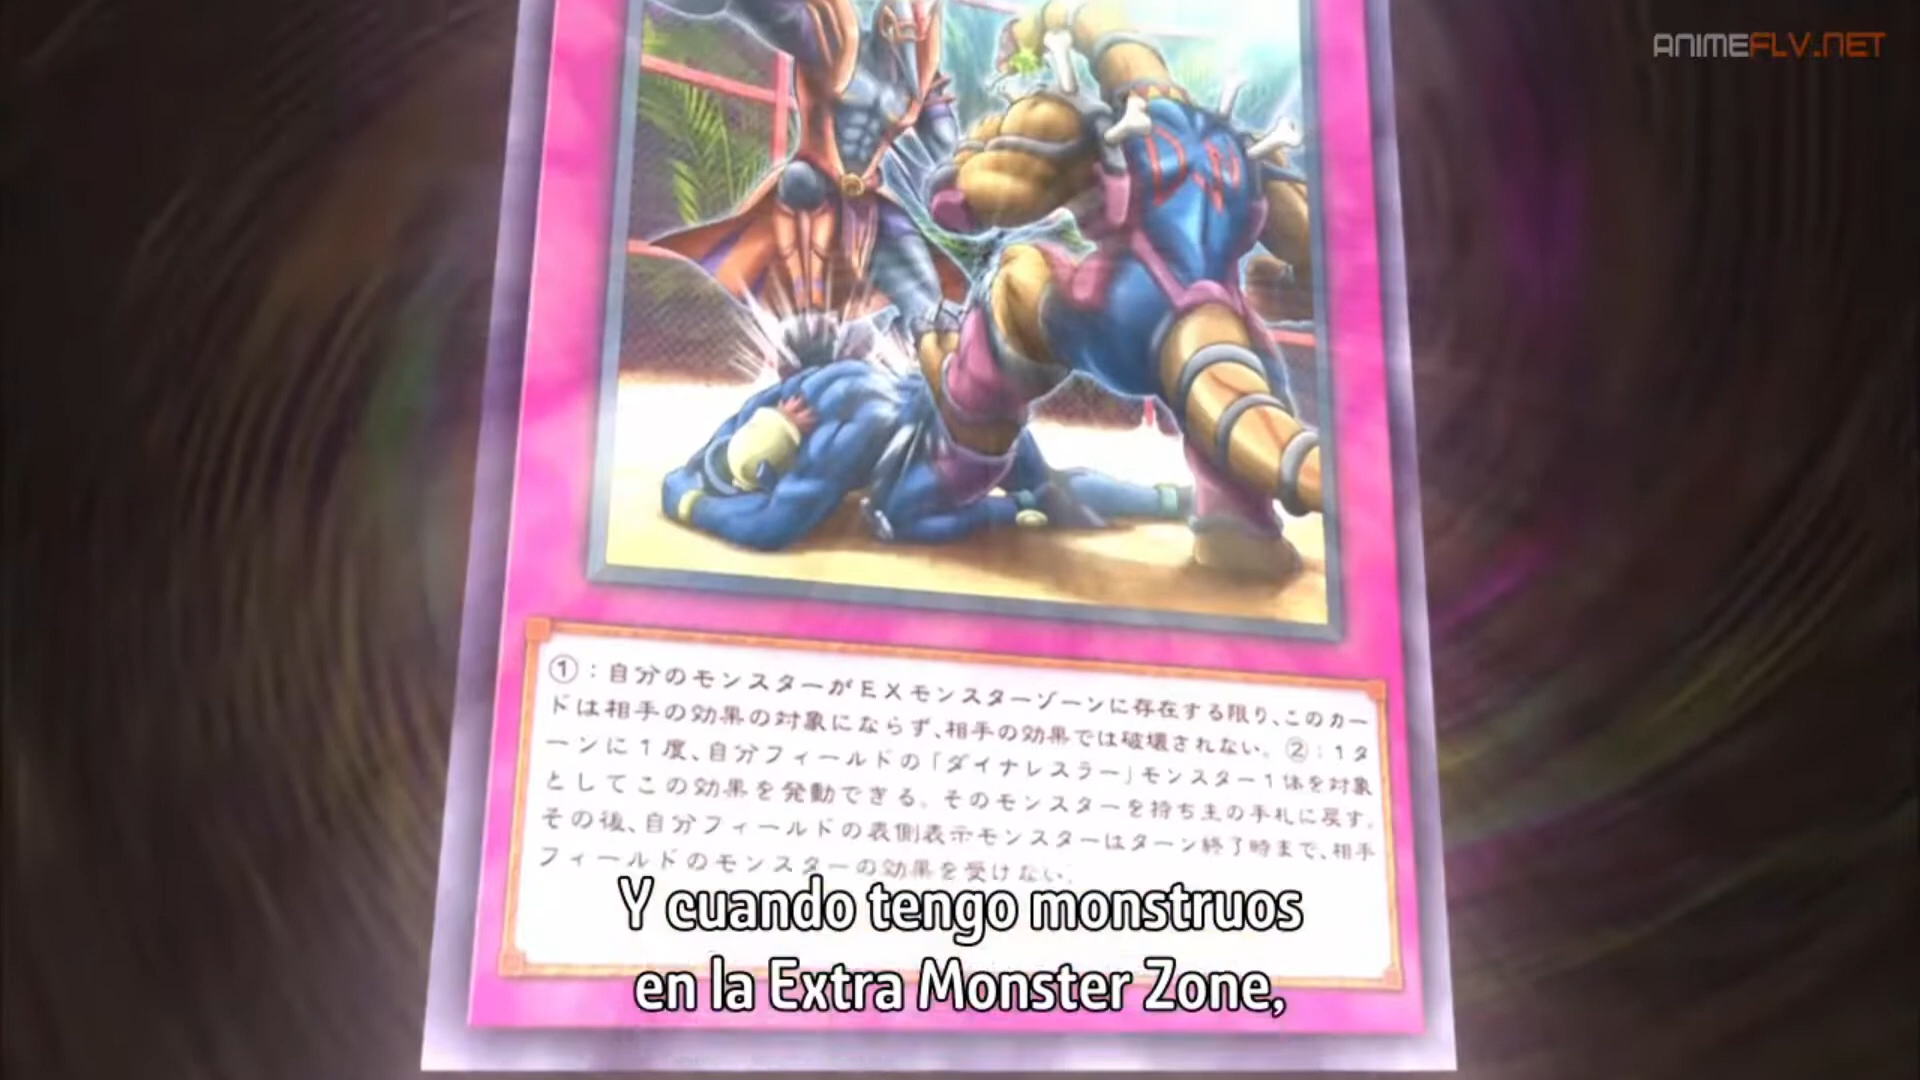 ANIMEFLV.NET
①：自分のモンスターがＥＸモンスターゾーンに存在する限り、このカー
ドは相手の効果の対象にならず、相手の効果では破壊されない。②：１タ
ーンに１度、自分フィールドの「ダイナレスラー」モンスター１体を対象
としてこの効果を発動できる。そのモンスターを持ち主の手札に戻す。
その後、自分フィールドの表側表示モンスターはターン終了時まで、相手
フィールドのモンスターの効果を受けない。
Y cuando tengo monstruos
en la Extra Monster Zone,